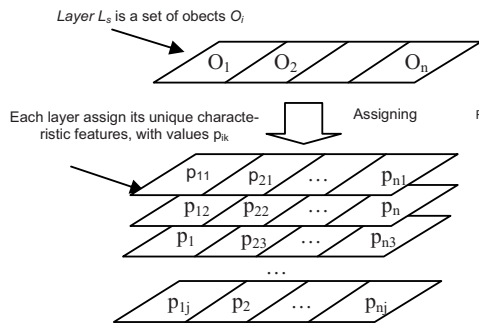 Layer Lₛ is a set of obects Oᵢ
O₁ O₂ Oₙ
Each layer assign its unique characte-
ristic features, with values pᵢₖ
Assigning
p₁₁ p₂₁ … pₙ₁
p₁₂ p₂₂ … pₙ
p₁ p₂₃ … pₙ₃
…
p₁ⱼ p₂ … pₙⱼ